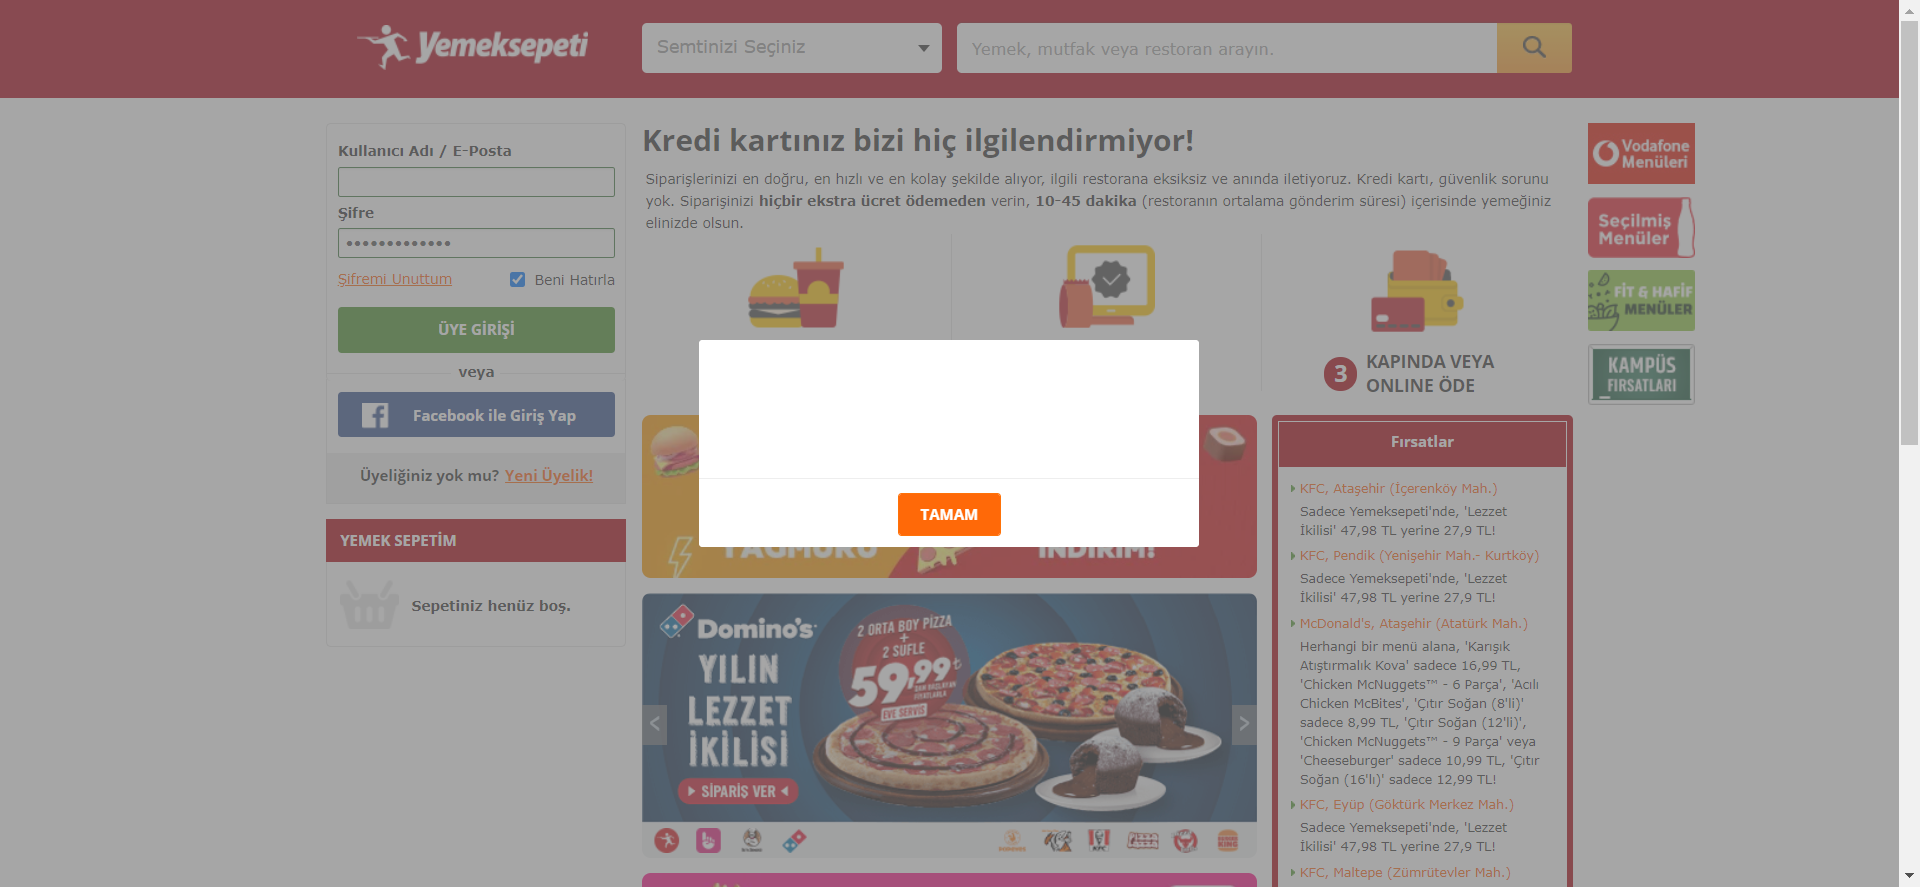 Yemeksepeti
Semtinizi Seçiniz
Yemek, mutfak veya restoran arayın.
Kullanıcı Adı / E-Posta
Şifre
•••••••••••••
Şifremi Unuttum
Beni Hatırla
ÜYE GİRİŞİ
veya
Facebook ile Giriş Yap
Üyeliğiniz yok mu? Yeni Üyelik!
YEMEK SEPETİM
Sepetiniz henüz boş.
Kredi kartınız bizi hiç ilgilendirmiyor!
Siparişlerinizi en doğru, en hızlı ve en kolay şekilde alıyor, ilgili restorana eksiksiz ve anında iletiyoruz. Kredi kartı, güvenlik sorunu
yok. Siparişinizi hiçbir ekstra ücret ödemeden verin, 10-45 dakika (restoranın ortalama gönderim süresi) içerisinde yemeğiniz
elinizde olsun.
3
KAPINDA VEYA
ONLINE ÖDE
TAMAM
YAĞMURU
İNDİRİM!
Domino's
YILIN
LEZZET
İKİLİSİ
SİPARİŞ VER
2 ORTA BOY PİZZA
+
2 SUFLE
59,99₺
EVE SERVİS
<
>
KFC
Fırsatlar
KFC, Ataşehir (İçerenköy Mah.)
Sadece Yemeksepeti'nde, 'Lezzet
İkilisi' 47,98 TL yerine 27,9 TL!
KFC, Pendik (Yenişehir Mah.- Kurtköy)
Sadece Yemeksepeti'nde, 'Lezzet
İkilisi' 47,98 TL yerine 27,9 TL!
McDonald's, Ataşehir (Atatürk Mah.)
Herhangi bir menü alana, 'Karışık
Atıştırmalık Kova' sadece 16,99 TL,
'Chicken McNuggets™ - 6 Parça', 'Acılı
Chicken McBites', 'Çıtır Soğan (8'li)'
sadece 8,99 TL, 'Çıtır Soğan (12'li)',
'Chicken McNuggets™ - 9 Parça' veya
'Cheeseburger' sadece 10,99 TL, 'Çıtır
Soğan (16'lı)' sadece 12,99 TL!
KFC, Eyüp (Göktürk Merkez Mah.)
Sadece Yemeksepeti'nde, 'Lezzet
İkilisi' 47,98 TL yerine 27,9 TL!
KFC, Maltepe (Zümrütevler Mah.)
Vodafone
Menüleri
Seçilmiş
Menüler
FİT & HAFİF
MENÜLER
KAMPÜS
FIRSATLARI